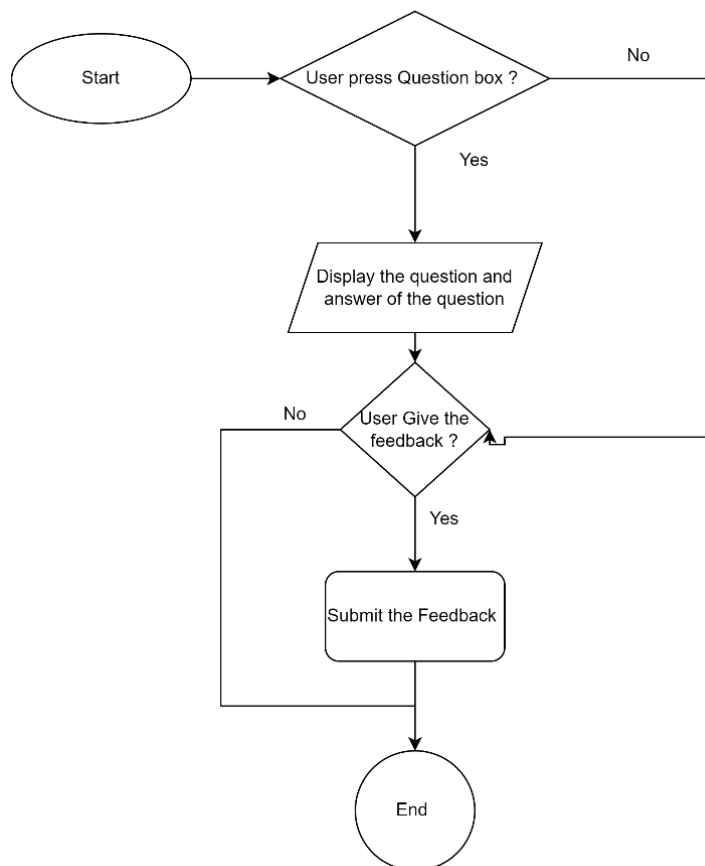 Start
User press Question box ?
No
Yes
Display the question and
answer of the question
No
User Give the
feedback ?
Yes
Submit the Feedback
End